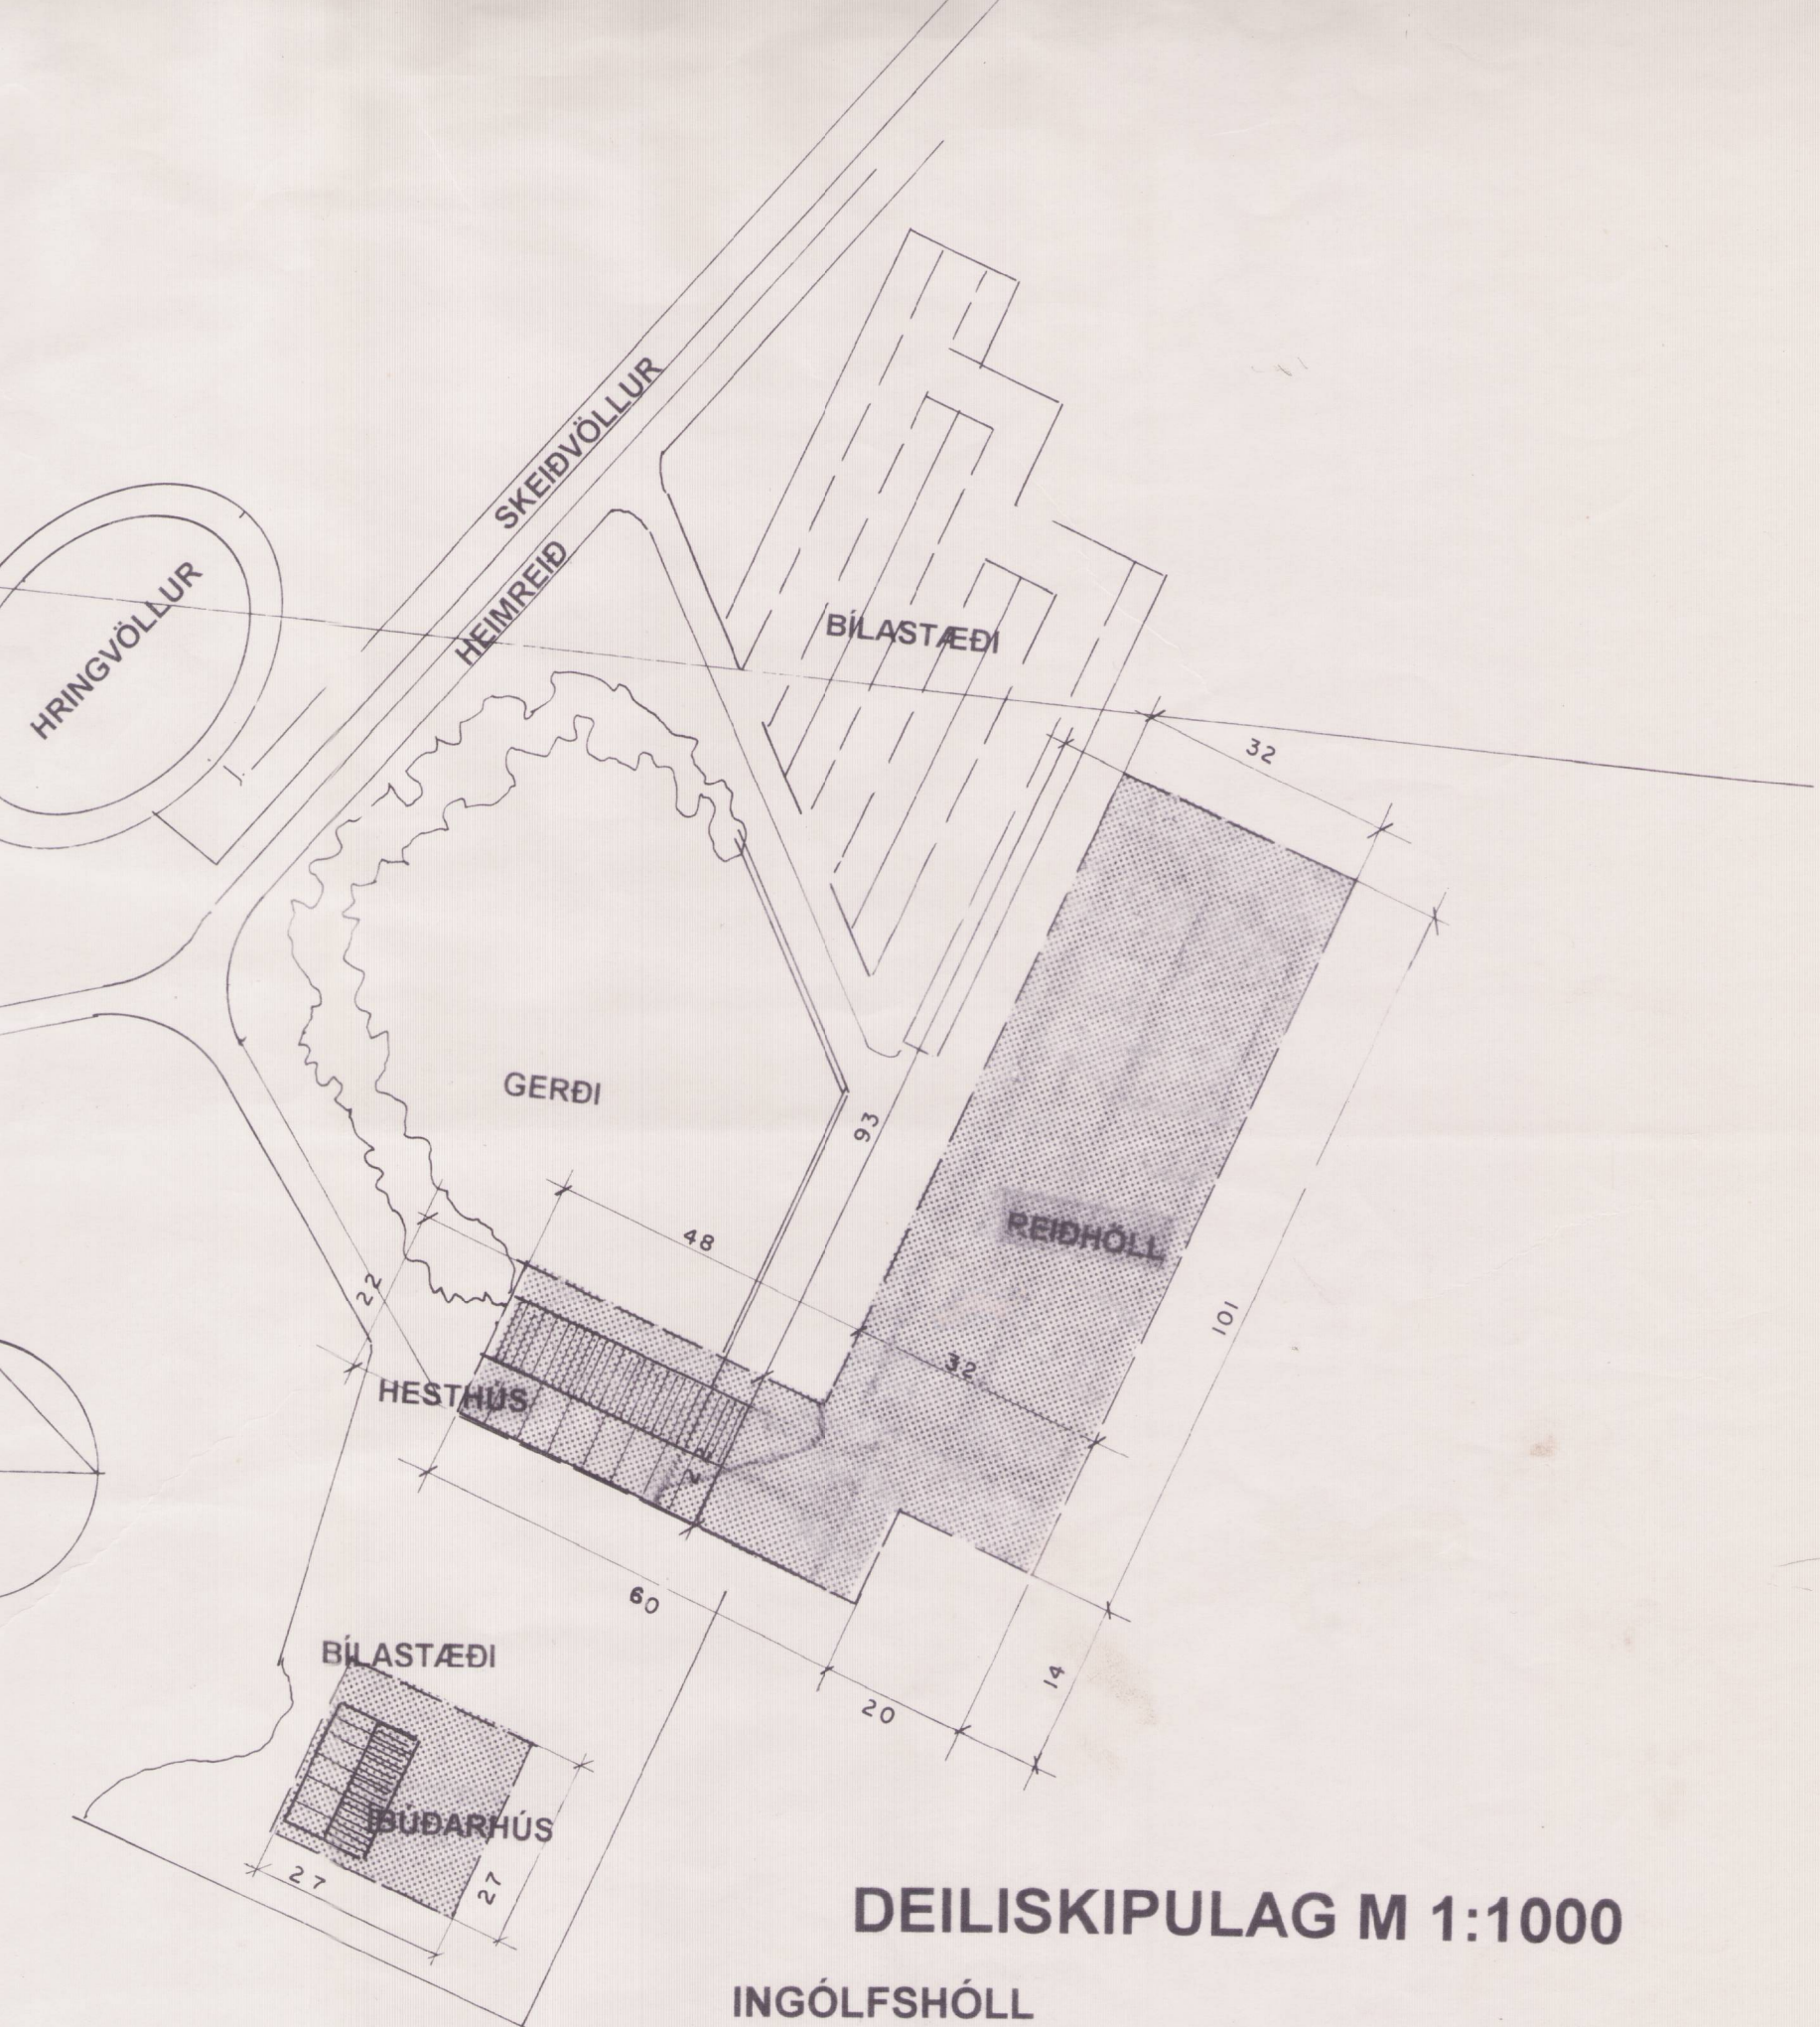 SKEIÐVÖLLUR
HEIMREIÐ
HRINGVÖLLUR
BÍLASTÆÐI
32
GERÐI
93
48
REIÐHÖLL
22
101
32
HESTHÚS
60
BÍLASTÆÐI
14
20
ÍBÚÐARHÚS
27
27
DEILISKIPULAG M 1:1000
INGÓLFSHÓLL